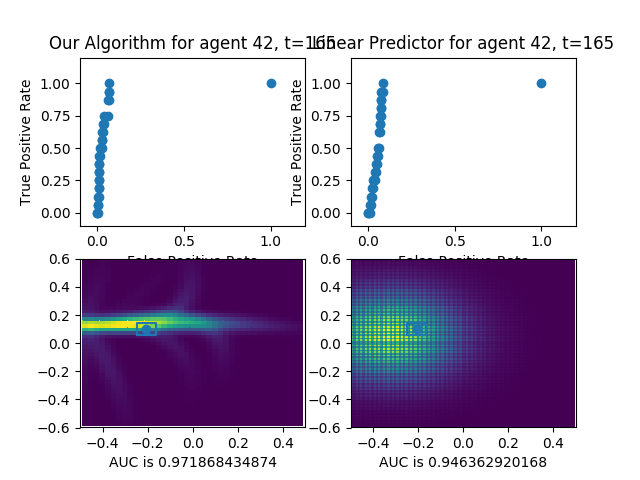 Our Algorithm for agent 42, t=165
Linear Predictor for agent 42, t=165
True Positive Rate
1.00
0.75
0.50
0.25
0.00
0.0 0.5 1.0
False Positive Rate
True Positive Rate
1.00
0.75
0.50
0.25
0.00
0.0 0.5 1.0
False Positive Rate
0.6
0.4
0.2
0.0
−0.2
−0.4
−0.6
−0.4 −0.2 0.0 0.2 0.4
AUC is 0.971868434874
0.6
0.4
0.2
0.0
−0.2
−0.4
−0.6
−0.4 −0.2 0.0 0.2 0.4
AUC is 0.946362920168